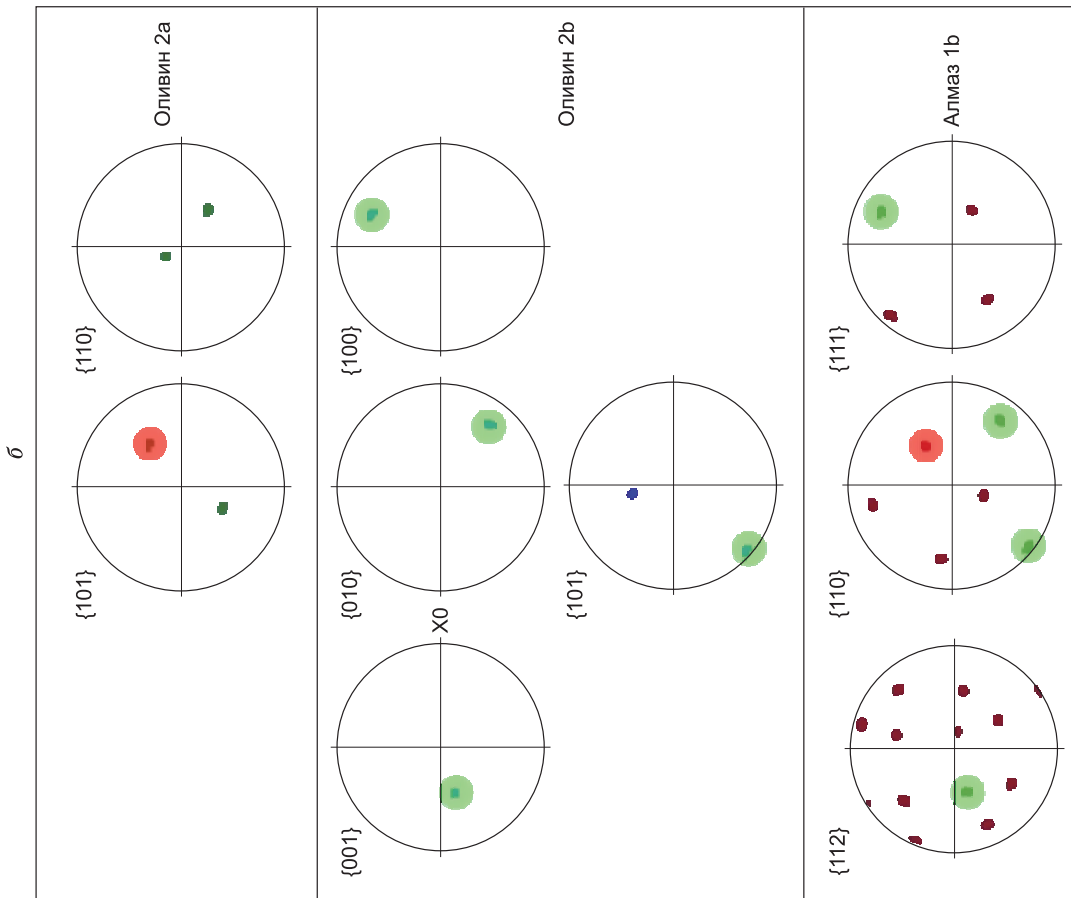 б
Оливин 2a
{110}
{101}
Оливин 2b
{100}
{010}
X0
{001}
{101}
Алмаз 1b
{111}
{110}
{112}